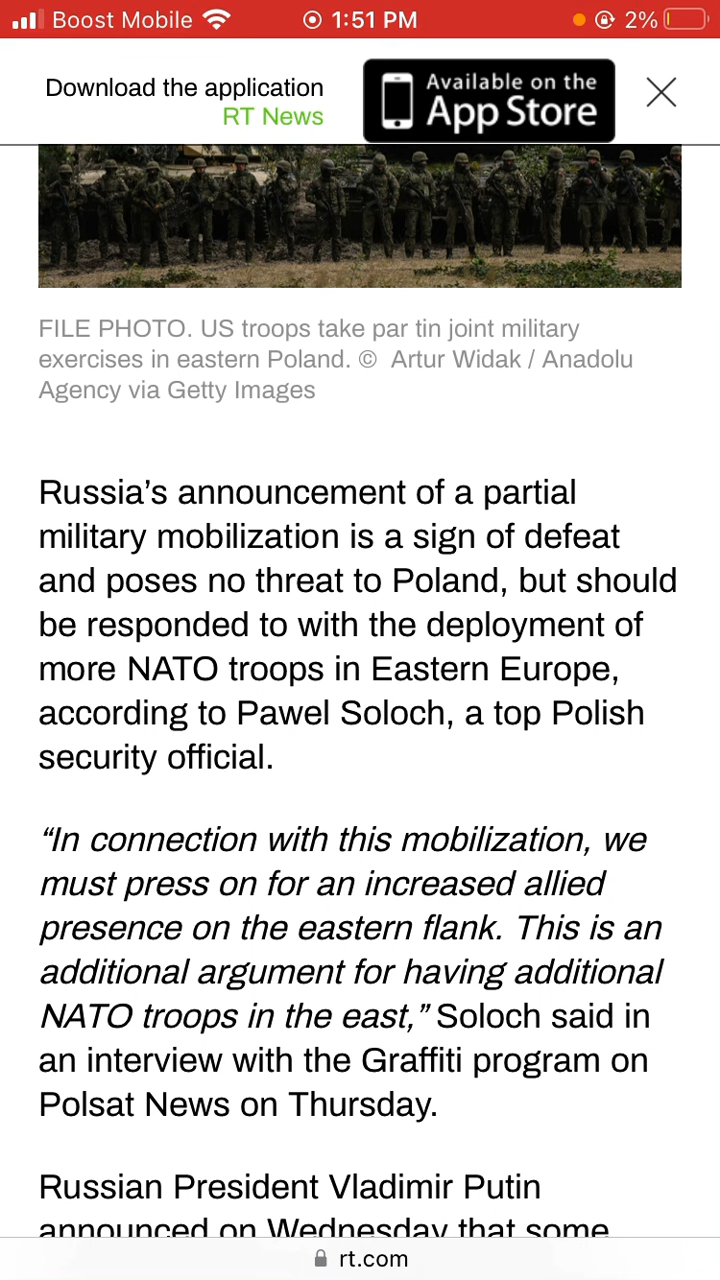 Boost Mobile 1:51 PM 2%
Download the application
RT News
Available on the
App Store
FILE PHOTO. US troops take par tin joint military
exercises in eastern Poland. © Artur Widak / Anadolu
Agency via Getty Images
Russia’s announcement of a partial
military mobilization is a sign of defeat
and poses no threat to Poland, but should
be responded to with the deployment of
more NATO troops in Eastern Europe,
according to Pawel Soloch, a top Polish
security official.
“In connection with this mobilization, we
must press on for an increased allied
presence on the eastern flank. This is an
additional argument for having additional
NATO troops in the east,” Soloch said in
an interview with the Graffiti program on
Polsat News on Thursday.
Russian President Vladimir Putin
announced on Wednesday that some
rt.com